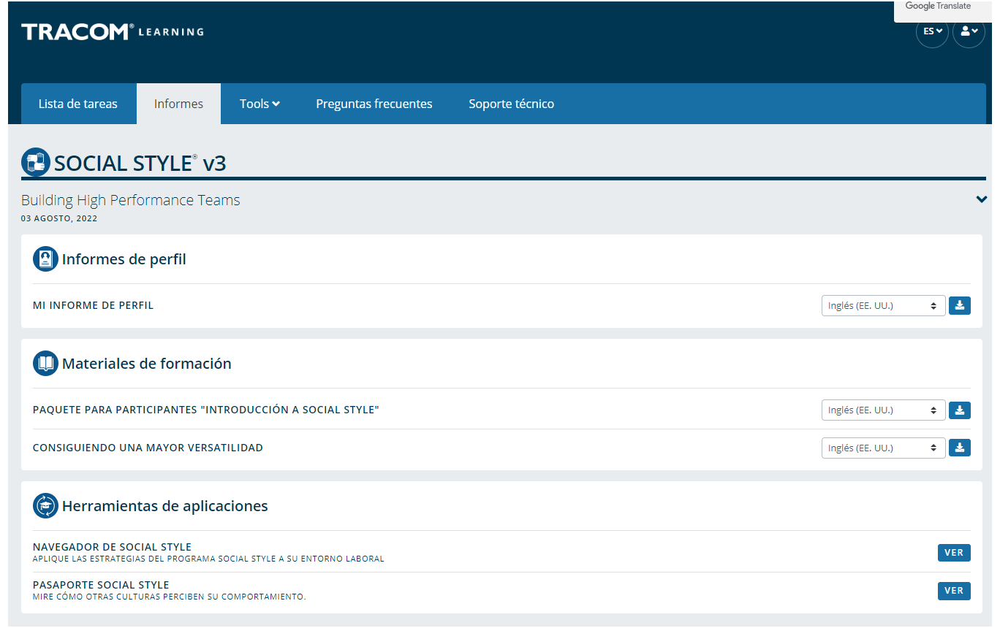 Google Translate
TRACOM® LEARNING
ES
Lista de tareas
Informes
Tools
Preguntas frecuentes
Soporte técnico
SOCIAL STYLE® v3
Building High Performance Teams
03 AGOSTO, 2022
Informes de perfil
MI INFORME DE PERFIL
Inglés (EE. UU.)
Materiales de formación
PAQUETE PARA PARTICIPANTES "INTRODUCCIÓN A SOCIAL STYLE"
Inglés (EE. UU.)
CONSIGUIENDO UNA MAYOR VERSATILIDAD
Inglés (EE. UU.)
Herramientas de aplicaciones
NAVEGADOR DE SOCIAL STYLE
APLIQUE LAS ESTRATEGIAS DEL PROGRAMA SOCIAL STYLE A SU ENTORNO LABORAL
VER
PASAPORTE SOCIAL STYLE
MIRE CÓMO OTRAS CULTURAS PERCIBEN SU COMPORTAMIENTO.
VER